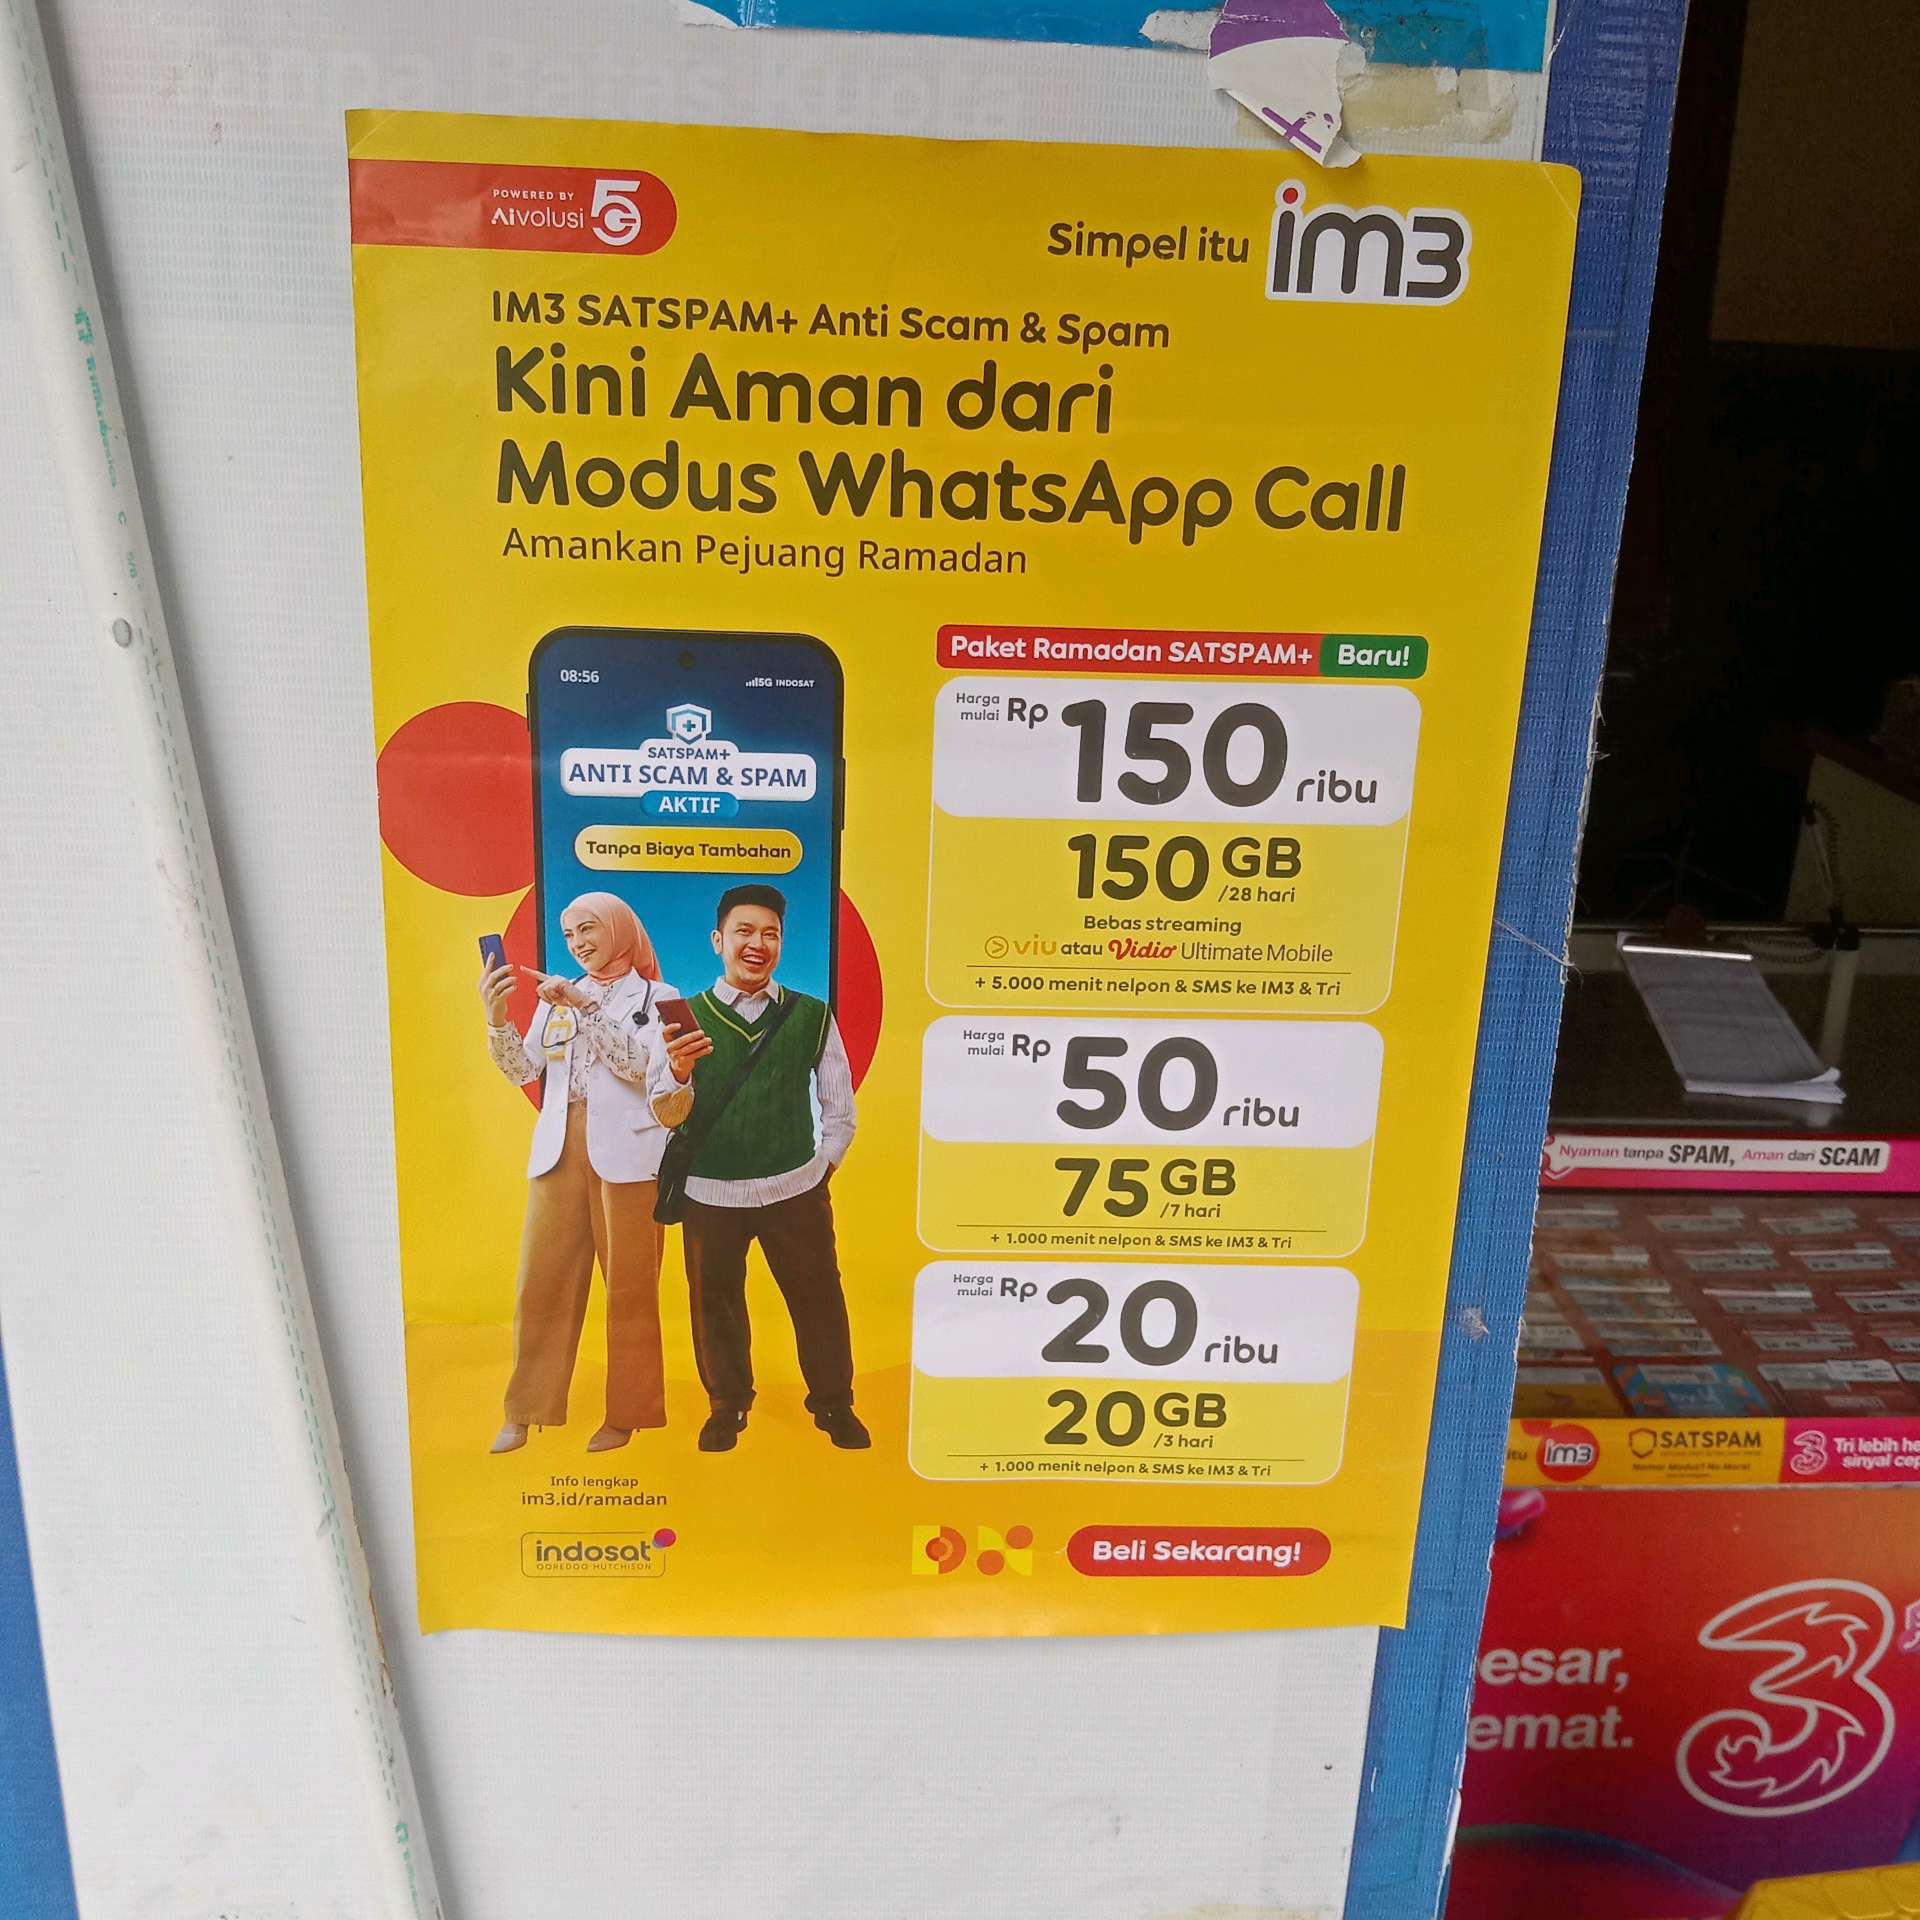 POWERED BY
Aivolusi 5G
Simpel itu im3
IM3 SATSPAM+ Anti Scam & Spam
Kini Aman dari
Modus WhatsApp Call
Amankan Pejuang Ramadan
08:56
5G INDOSAT
SATSPAM+
ANTI SCAM & SPAM
AKTIF
Tanpa Biaya Tambahan
Paket Ramadan SATSPAM+ Baru!
Harga mulai Rp 150 ribu
150 GB /28 hari
Bebas streaming
viu atau Vidio Ultimate Mobile
+ 5.000 menit nelpon & SMS ke IM3 & Tri
Harga mulai Rp 50 ribu
75 GB /7 hari
+ 1.000 menit nelpon & SMS ke IM3 & Tri
Harga mulai Rp 20 ribu
20 GB /3 hari
+ 1.000 menit nelpon & SMS ke IM3 & Tri
Info lengkap
im3.id/ramadan
indosat
OOREDOO HUTCHISON
Beli Sekarang!
Nyaman tanpa SPAM, Aman dari SCAM
itu im3
SATSPAM
3 Tri lebih he
sinyal cep
esar,
emat.
3